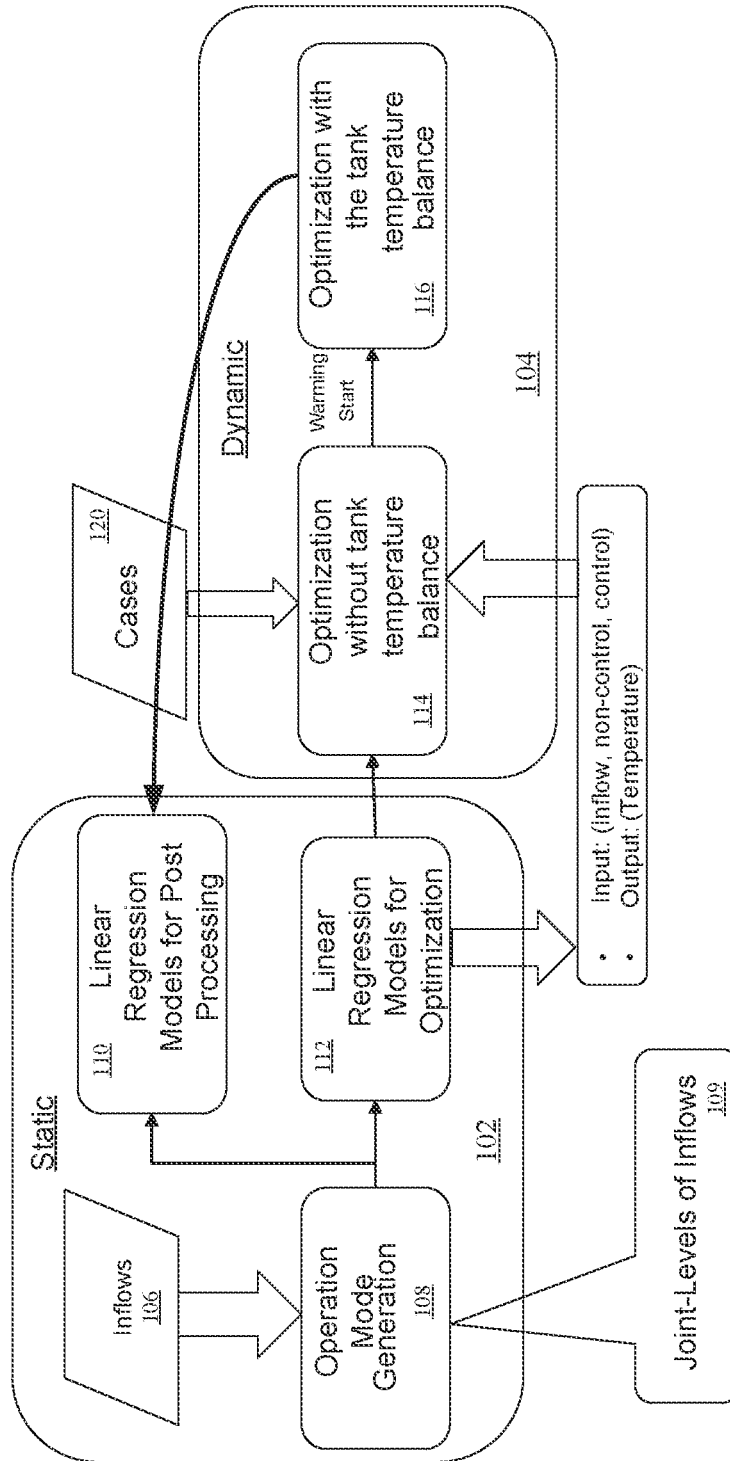 Static
Inflows
106
Operation
Mode
Generation
108
Joint-Levels of Inflows
109
110
Linear
Regression
Models for Post
Processing
112
Linear
Regression
Models for
Optimization
102
Input: (inflow, non-control, control)
Output: (Temperature)
Cases
120
Dynamic
Optimization
without tank
temperature
balance
114
Warming
Start
Optimization with
the tank
temperature
balance
116
104